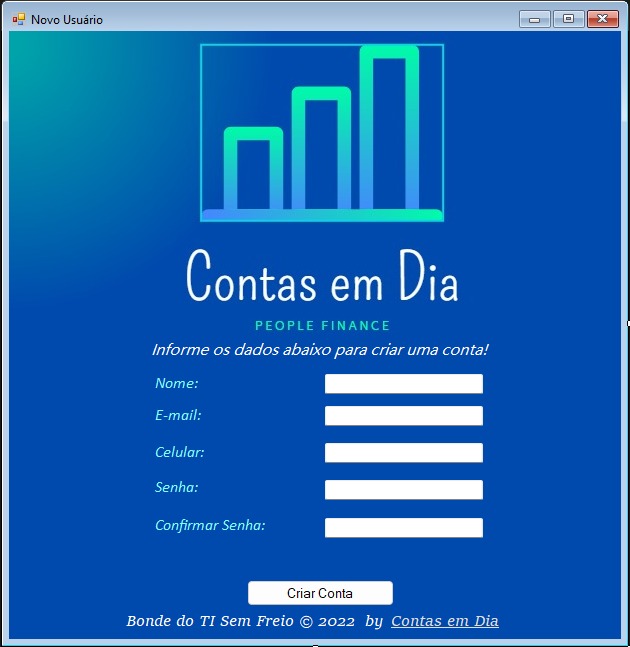 Novo Usuário
Contas em Dia
PEOPLE FINANCE
Informe os dados abaixo para criar uma conta!
Nome:
E-mail:
Celular:
Senha:
Confirmar Senha:
Criar Conta
Bonde do TI Sem Freio © 2022 by Contas em Dia